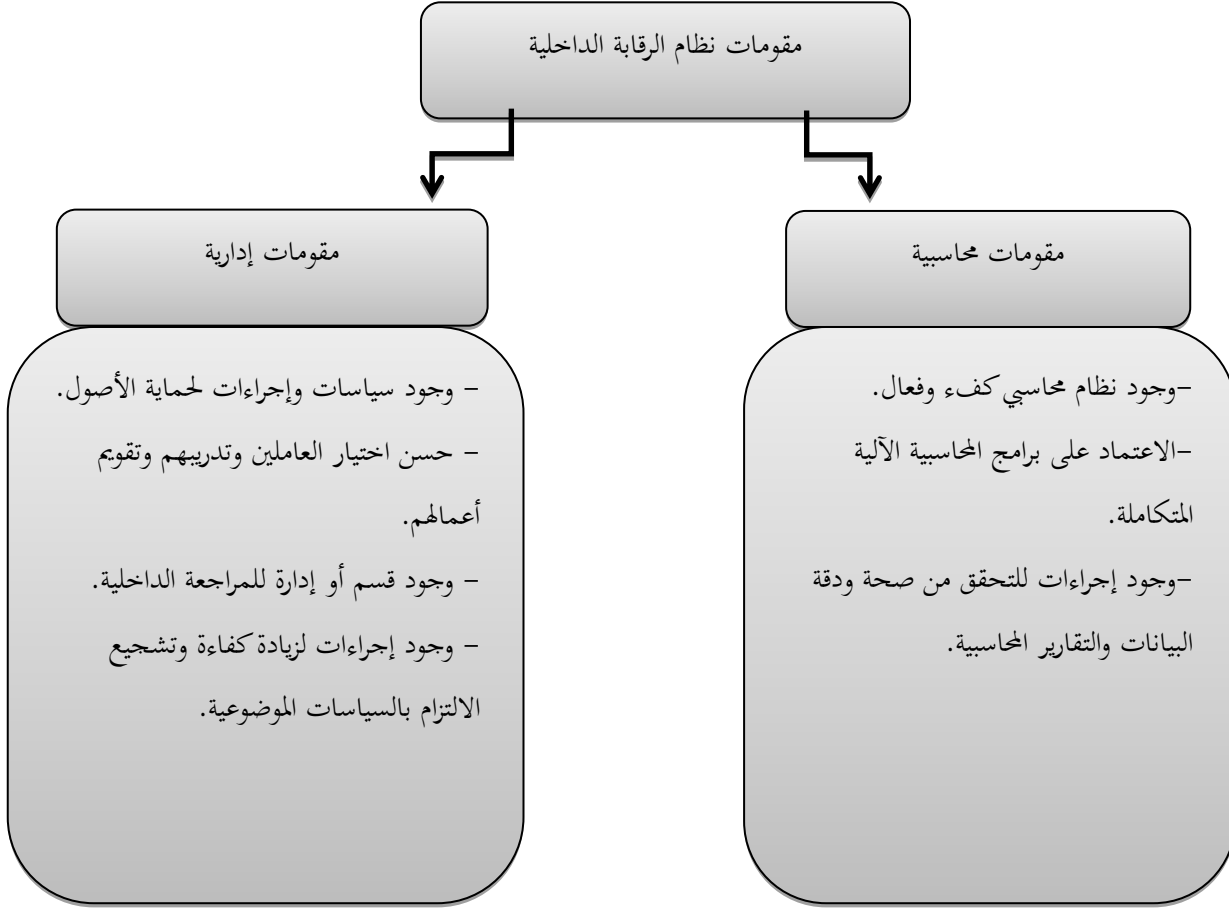 مقومات نظام الرقابة الداخلية
مقومات محاسبية
–وجود نظام محاسبي كفء وفعال.
–الاعتماد على برامج المحاسبية الآلية
المتكاملة.
–وجود إجراءات للتحقق من صحة ودقة
البيانات والتقارير المحاسبية.
مقومات إدارية
– وجود سياسات وإجراءات لحماية الأصول.
– حسن اختيار العاملين وتدريبهم وتقويم
أعمالهم.
– وجود قسم أو إدارة للمراجعة الداخلية.
– وجود إجراءات لزيادة كفاءة وتشجيع
الالتزام بالسياسات الموضوعية.